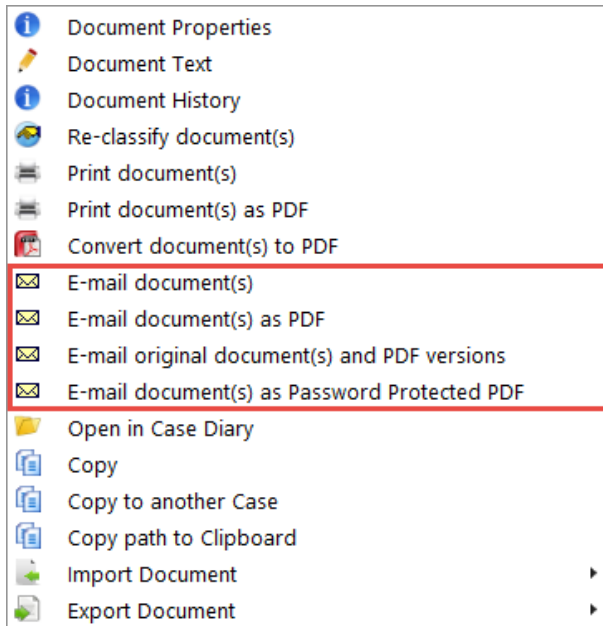 Document Properties
Document Text
Document History
Re-classify document(s)
Print document(s)
Print document(s) as PDF
Convert document(s) to PDF
E-mail document(s)
E-mail document(s) as PDF
E-mail original document(s) and PDF versions
E-mail document(s) as Password Protected PDF
Open in Case Diary
Copy
Copy to another Case
Copy path to Clipboard
Import Document
Export Document